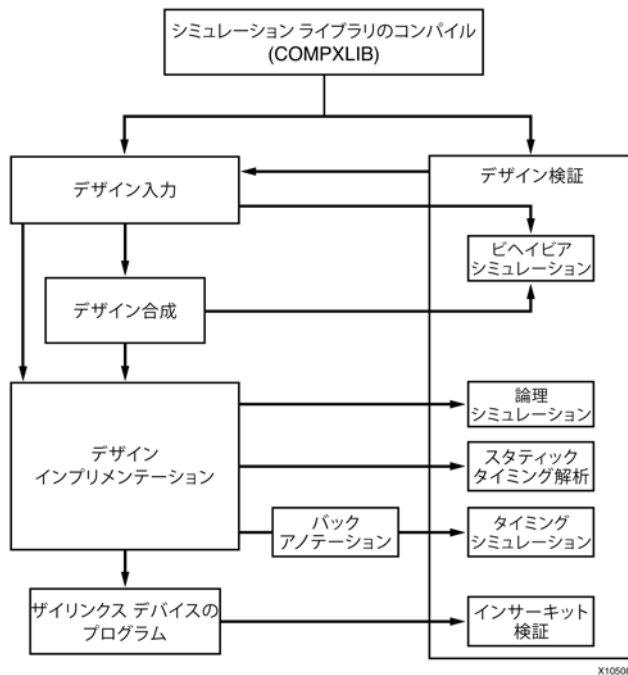 シミュレーション ライブラリのコンパイル
(COMPXLIB)
デザイン入力
デザイン検証
ビヘイビア
シミュレーション
デザイン合成
論理
シミュレーション
デザイン
インプリメンテーション
スタティック
タイミング解析
バック
アノテーション
タイミング
シミュレーション
ザイリンクス デバイスの
プログラム
インサーキット
検証
X10508